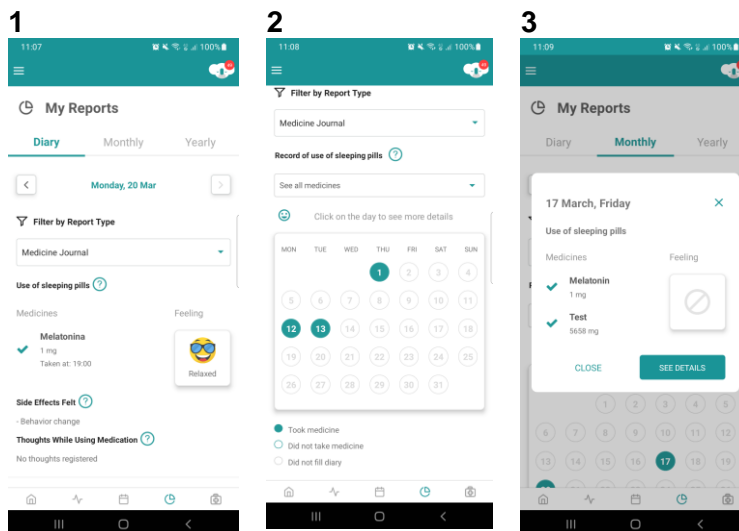 1
11:07
100%
My Reports
Diary Monthly Yearly
Monday, 20 Mar
Filter by Report Type
Medicine Journal
Use of sleeping pills ?
Medicines Feeling
Melatonina
1 mg
Taken at: 19:00
Relaxed
Side Effects Felt ?
- Behavior change
Thoughts While Using Medication ?
No thoughts registered
2
11:08
100%
Filter by Report Type
Medicine Journal
Record of use of sleeping pills ?
See all medicines
Click on the day to see more details
MON TUE WED THU FRI SAT SUN
1 2 3 4
5 6 7 8 9 10 11
12 13 14 15 16 17 18
19 20 21 22 23 24 25
26 27 28 29 30 31
Took medicine
Did not take medicine
Did not fill diary
3
11:09
100%
My Reports
Diary Monthly Yearly
17 March, Friday ×
Use of sleeping pills
Medicines Feeling
Melatonin
1 mg
Test
5658 mg
CLOSE SEE DETAILS
1 2 3 4 5
6 7 8 9 10 11 12
13 14 15 16 17 18 19